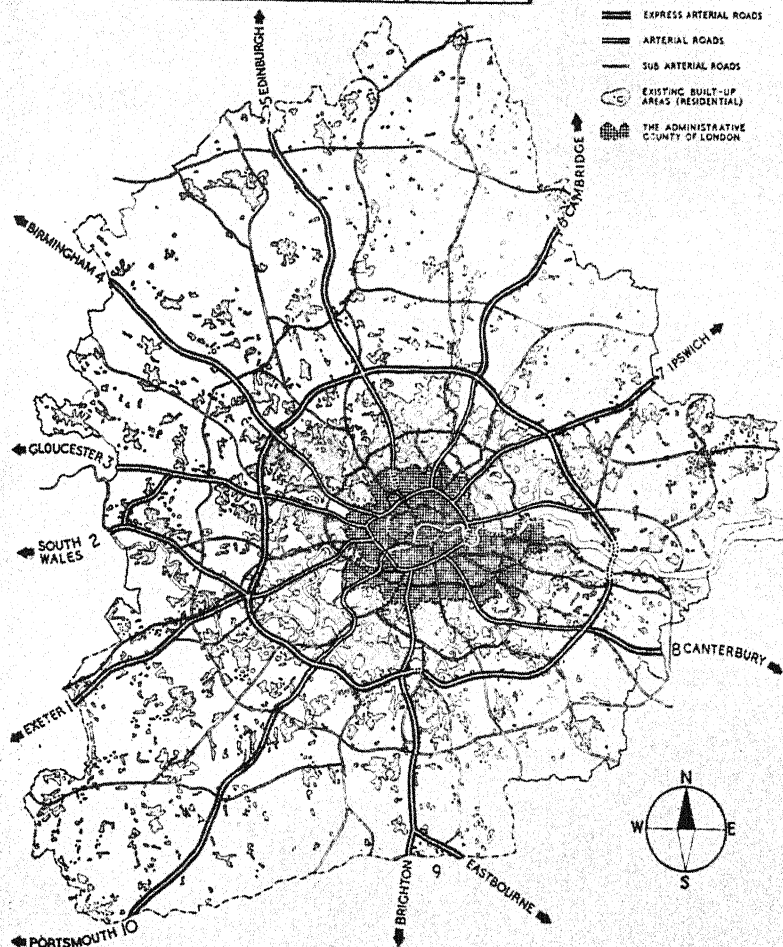 EXPRESS ARTERIAL ROADS
ARTERIAL ROADS
SUB ARTERIAL ROADS
EXISTING BUILT-UP
AREAS (RESIDENTIAL)
THE ADMINISTRATIVE
COUNTY OF LONDON
5 EDINBURGH
6 CAMBRIDGE
BIRMINGHAM 4
7 IPSWICH
GLOUCESTER 3
SOUTH 2
WALES
8 CANTERBURY
EXETER 1
N
W E
S
BRIGHTON
9
EASTBOURNE
PORTSMOUTH 10